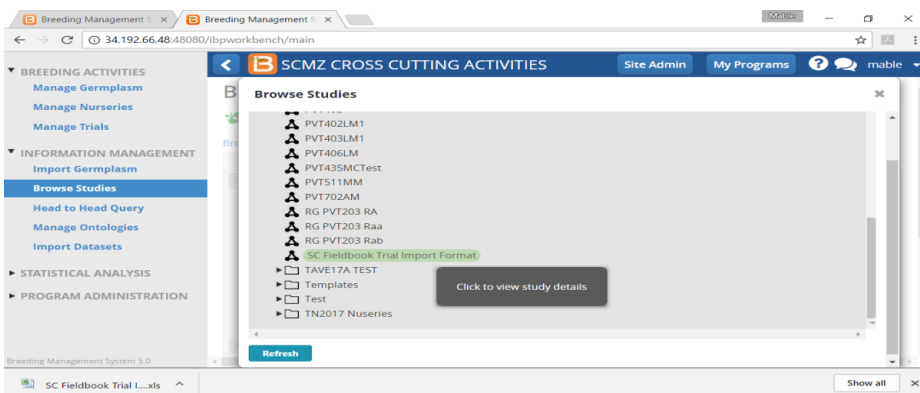 Breeding Management S
Breeding Management S
Mable
34.192.66.48:48080/ibpworkbench/main
BREEDING ACTIVITIES
Manage Germplasm
Manage Nurseries
Manage Trials
INFORMATION MANAGEMENT
Import Germplasm
Browse Studies
Head to Head Query
Manage Ontologies
Import Datasets
STATISTICAL ANALYSIS
PROGRAM ADMINISTRATION
Breeding Management System 5.0
SCMZ CROSS CUTTING ACTIVITIES
Site Admin
My Programs
mable
B
Bro
Browse Studies
PVT402LM1
PVT403LM1
PVT406LM
PVT435MCTest
PVT511MM
PVT702AM
RG PVT203 RA
RG PVT203 Raa
RG PVT203 Rab
SC Fieldbook Trial Import Format
TAVE17A TEST
Templates
Test
TN2017 Nuseries
Click to view study details
Refresh
SC Fieldbook Trial I....xls
Show all